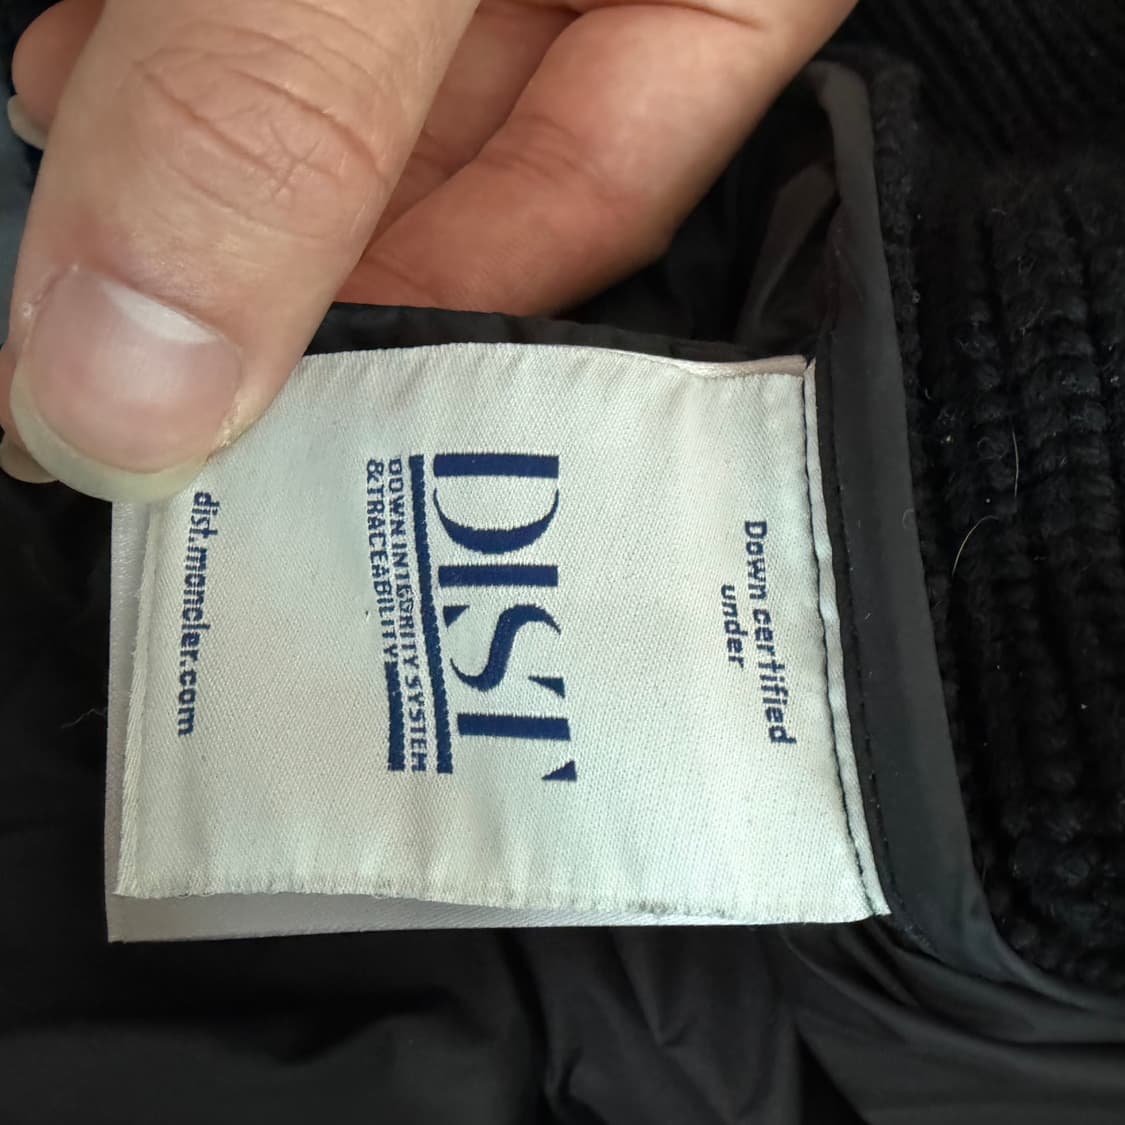 Down certified
under
DIST
DOWN INTEGRITY SYSTEM
& TRACEABILITY
dist.moncler.com